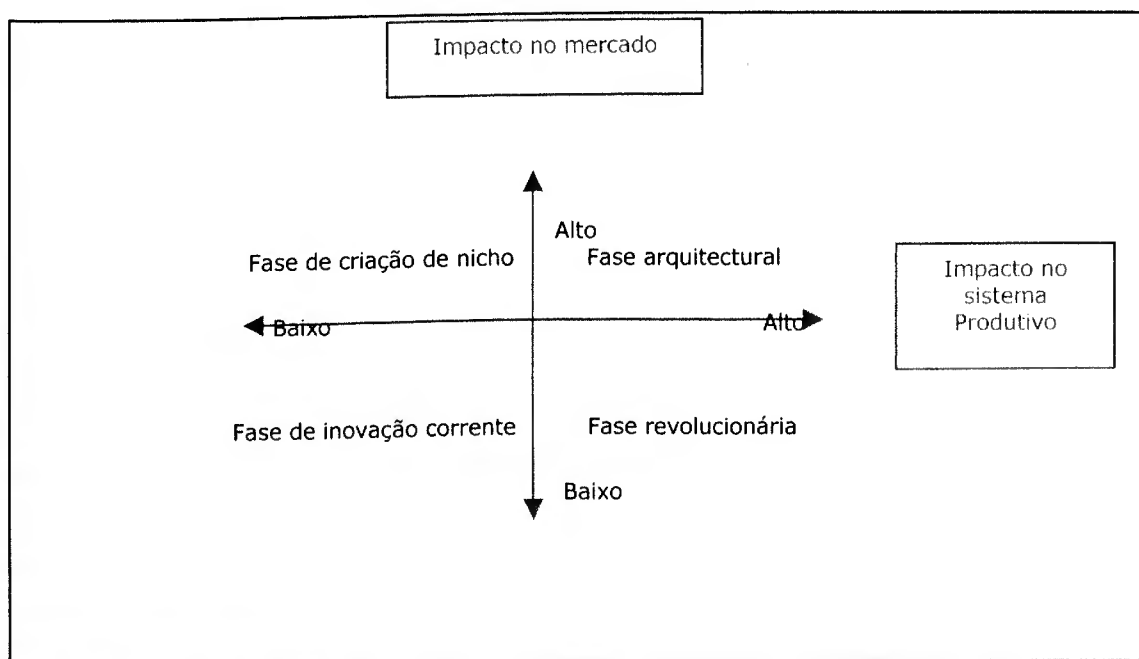 Impacto no mercado
Alto
Fase de criação de nicho
Fase arquitectural
Impacto no
sistema
Produtivo
Baixo
Alto
Fase de inovação corrente
Fase revolucionária
Baixo